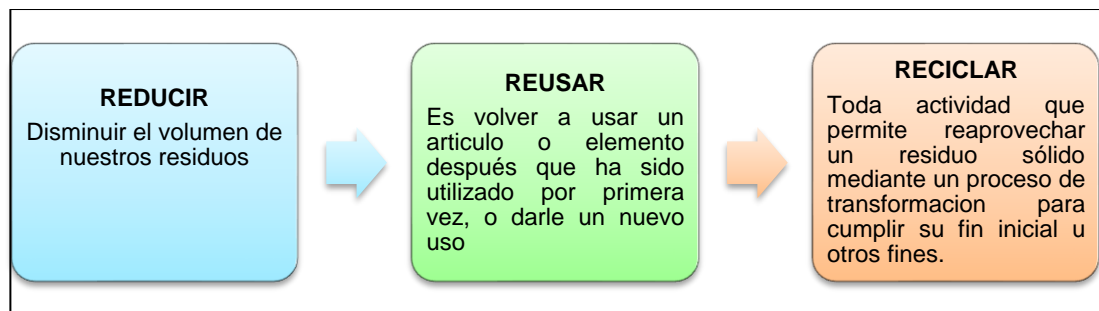 REDUCIR
Disminuir el volumen de
nuestros residuos
REUSAR
Es volver a usar un
articulo o elemento
después que ha sido
utilizado por primera
vez, o darle un nuevo
uso
RECICLAR
Toda actividad que
permite reaprovechar
un residuo sólido
mediante un proceso de
transformacion para
cumplir su fin inicial u
otros fines.